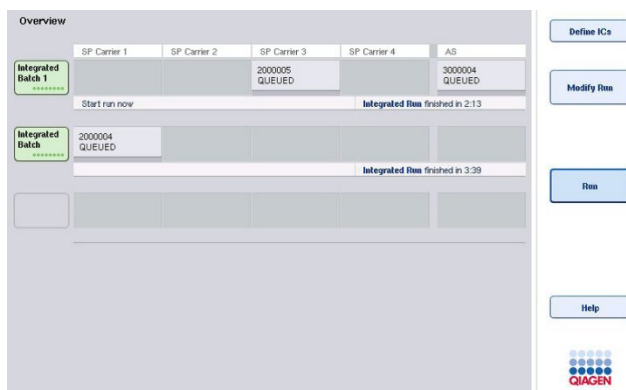 Overview
SP Carrier 1 SP Carrier 2 SP Carrier 3 SP Carrier 4 AS
Integrated
Batch 1
2000005
QUEUED
3000004
QUEUED
Start run now
Integrated Run finished in 2:13
Integrated
Batch
2000004
QUEUED
Integrated Run finished in 3:39
Define ICs
Modify Run
Run
Help
QIAGEN